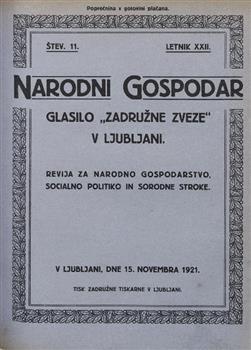 Poprečnina v gotovini plačana.
ŠTEV. 11.
LETNIK XXII.
NARODNI GOSPODAR
GLASILO „ZADRUŽNE ZVEZE“
V LJUBLJANI.
REVIJA ZA NARODNO GOSPODARSTVO,
SOCIALNO POLITIKO IN SORODNE STROKE.
V LJUBLJANI, DNE 15. NOVEMBRA 1921.
TISK ZADRUŽNE TISKARNE V LJUBLJANI.